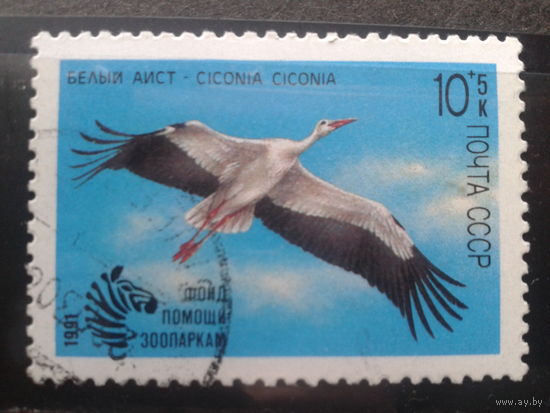 БЕЛЫЙ АИСТ - CICONIA CICONIA
10+5 К
ПОЧТА СССР
1991
ФОНД
ПОМОЩИ
ЗООПАРКАМ
www.ay.by